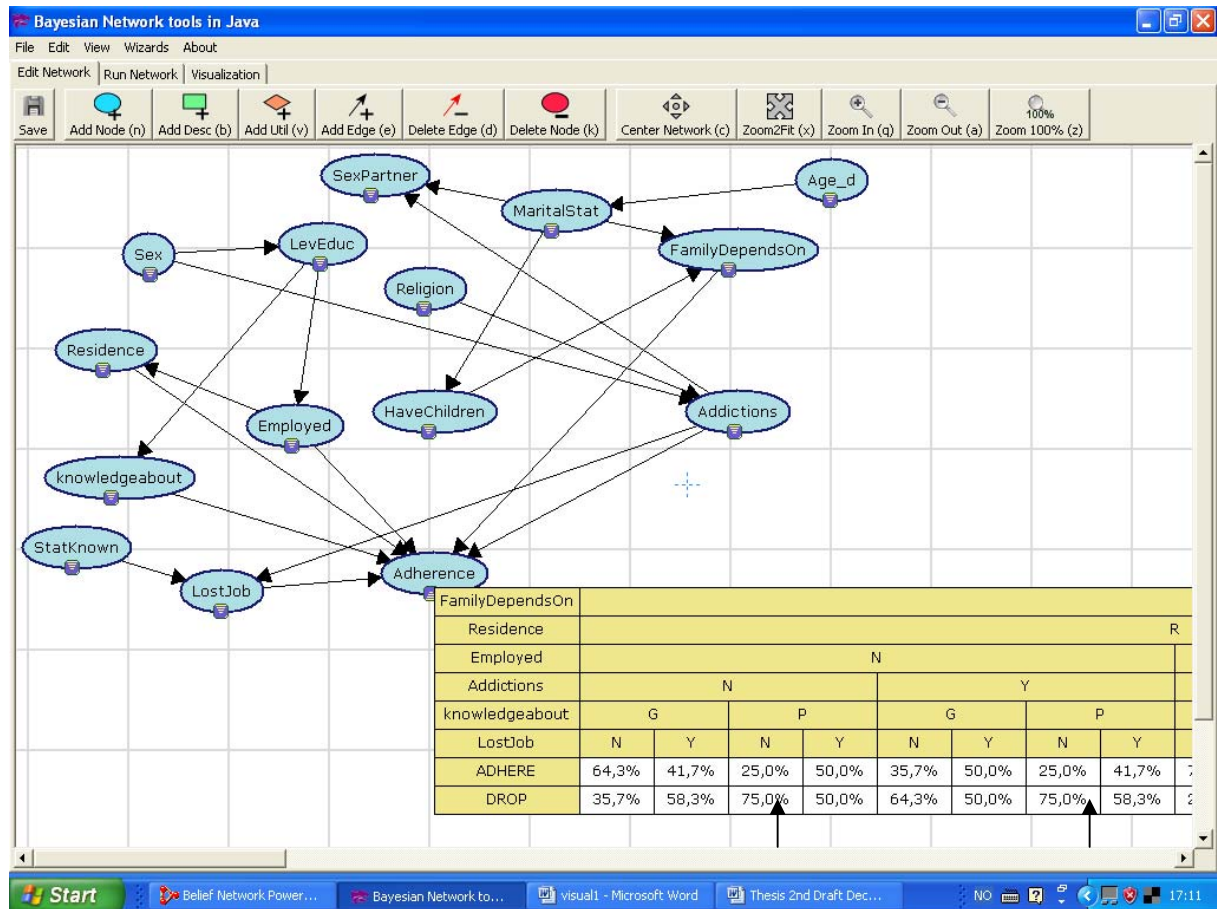 Bayesian Network tools in Java
File Edit View Wizards About
Edit Network Run Network Visualization
100%
Save Add Node (n) Add Desc (b) Add Util (v) Add Edge (e) Delete Edge (d) Delete Node (k) Center Network (c) Zoom2Fit (x) Zoom In (q) Zoom Out (a) Zoom 100% (z)
SexPartner
Age_d
MaritalStat
LevEduc
Sex
FamilyDependsOn
Religion
Residence
HaveChildren
Addictions
Employed
knowledgeabout
StatKnown
Adherence
LostJob
FamilyDependsOn
Residence R
Employed N
Addictions N Y
knowledgeabout G P G P
LostJob N Y N Y N Y N Y
ADHERE 64,3% 41,7% 25,0% 50,0% 35,7% 50,0% 25,0% 41,7% 7
DROP 35,7% 58,3% 75,0% 50,0% 64,3% 50,0% 75,0% 58,3% 2
Start Belief Network Power... Bayesian Network to... visual1 - Microsoft Word Thesis 2nd Draft Dec... NO 17:11